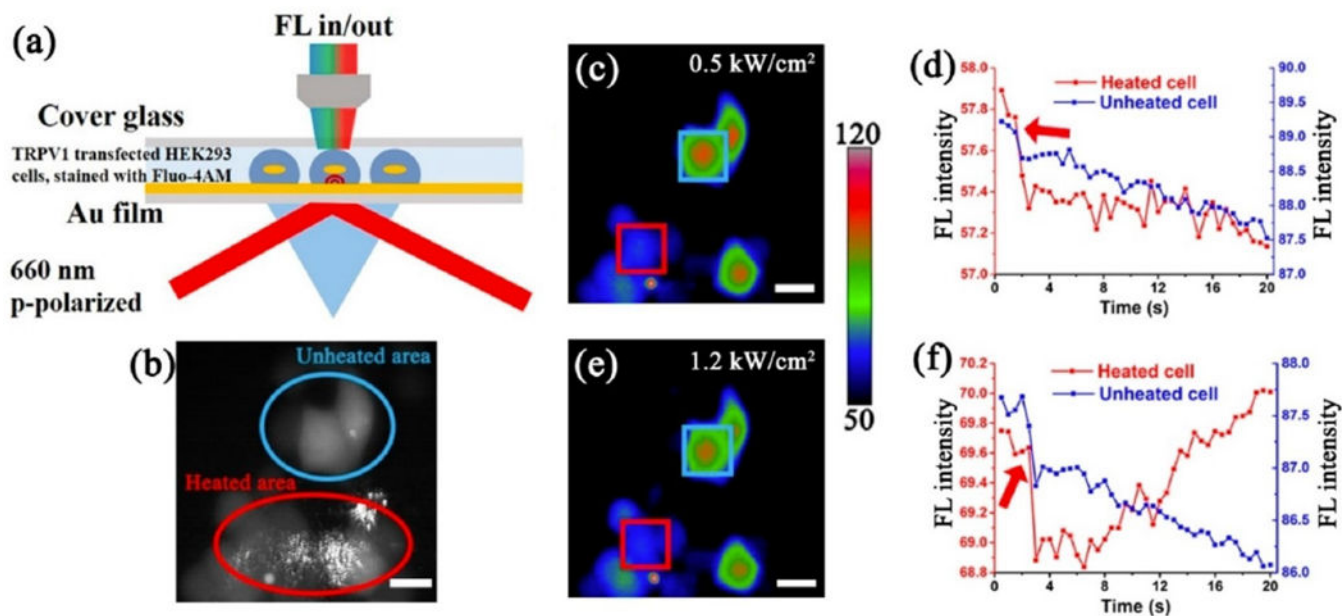 (a)
FL in/out
Cover glass
TRPV1 transfected HEK293
cells, stained with Fluo-4AM
Au film
660 nm
p-polarized
(b)
Unheated area
Heated area
(c)
0.5 kW/cm²
120
50
(e)
1.2 kW/cm²
(d)
Heated cell
Unheated cell
FL intensity
58.0
57.8
57.6
57.4
57.2
57.0
90.0
89.5
89.0
88.5
88.0
87.5
87.0
FL intensity
0 4 8 12 16 20
Time (s)
(f)
Heated cell
Unheated cell
FL intensity
70.2
70.0
69.8
69.6
69.4
69.2
69.0
68.8
88.0
87.5
87.0
86.5
86.0
FL intensity
0 4 8 12 16 20
Time (s)